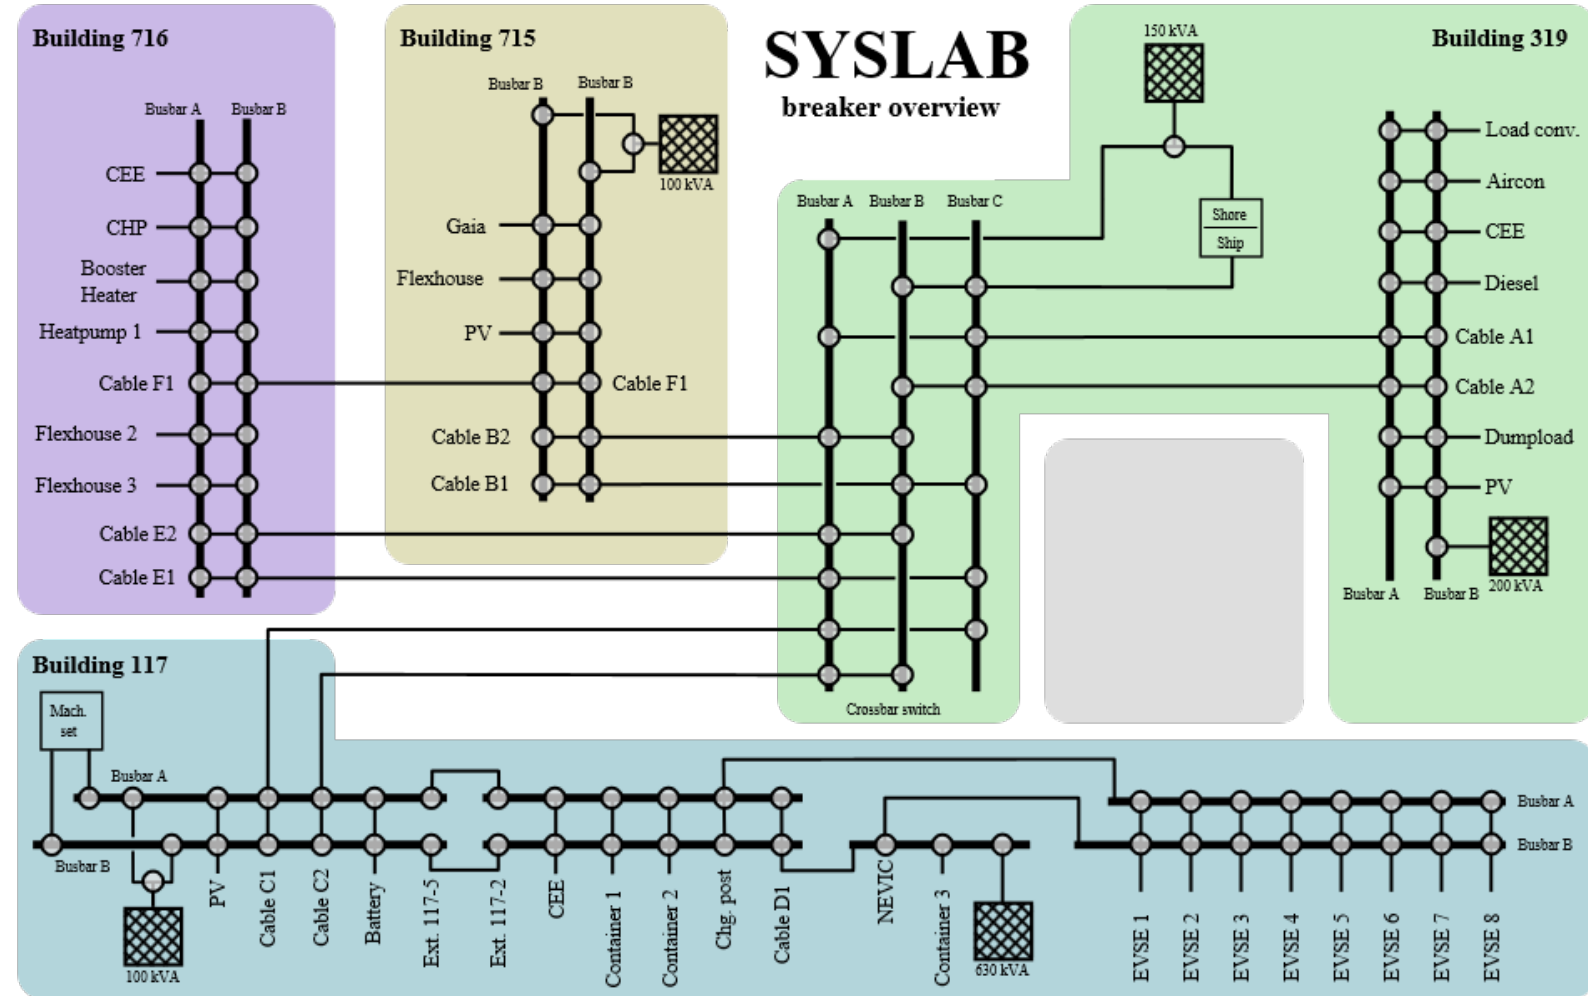 SYSLAB
breaker overview
Building 716
Busbar A
Busbar B
CEE
CHP
Booster
Heater
Heatpump 1
Cable F1
Flexhouse 2
Flexhouse 3
Cable E2
Cable E1
Building 715
Busbar B
Busbar B
100 kVA
Gaia
Flexhouse
PV
Cable F1
Cable B2
Cable B1
Building 319
150 kVA
Shore
Ship
Busbar A
Busbar B
Busbar C
Crossbar switch
Load conv.
Aircon
CEE
Diesel
Cable A1
Cable A2
Dumpload
PV
200 kVA
Busbar A
Busbar B
Building 117
Mach.
set
Busbar A
Busbar B
100 kVA
PV
Cable C1
Cable C2
Battery
Ext. 117-5
Ext. 117-2
CEE
Container 1
Container 2
Chg. post
Cable D1
NEVIC
Container 3
630 kVA
EVSE 1
EVSE 2
EVSE 3
EVSE 4
EVSE 5
EVSE 6
EVSE 7
EVSE 8
Busbar A
Busbar B